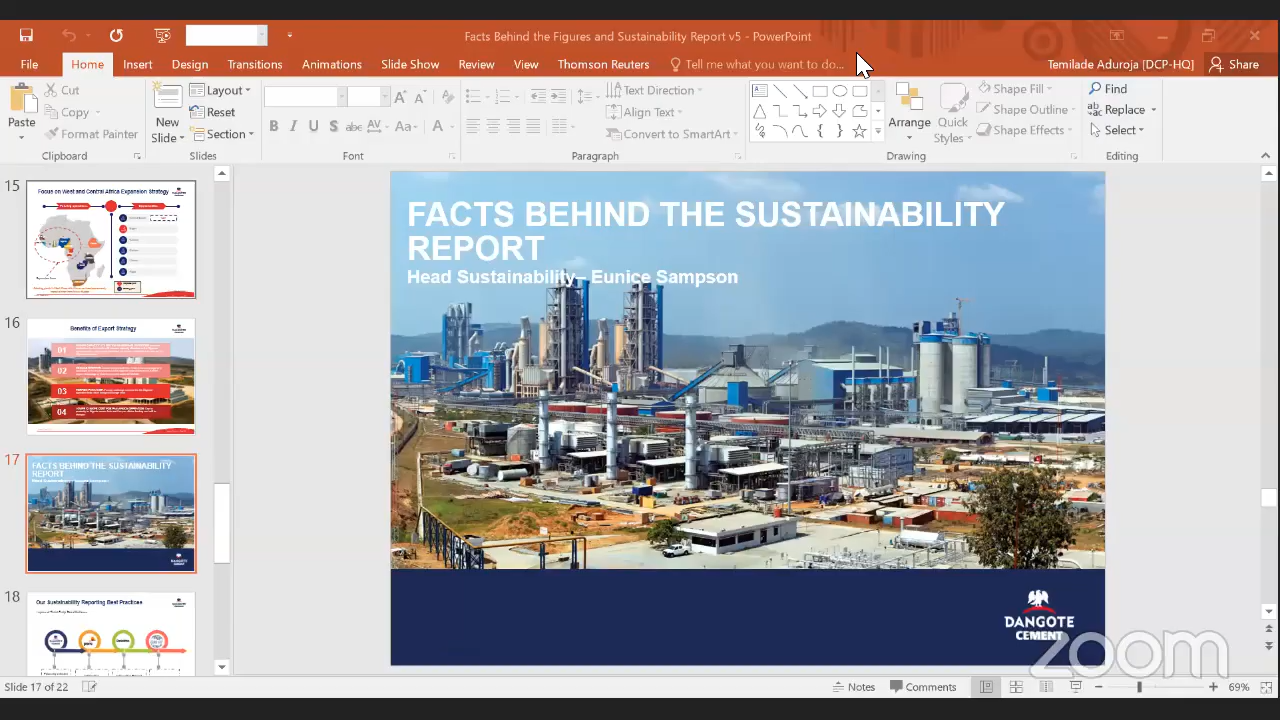 Facts Behind the Figures and Sustainability Report v5 - PowerPoint
File Home Insert Design Transitions Animations Slide Show Review View Thomson Reuters Tell me what you want to do... Temilade Aduroja [DCP-HQ] Share
Paste
Cut
Copy
Format Painter
Clipboard
New
Slide
Layout
Reset
Section
Slides
B I U S abc AV Aa A
Font
Text Direction
Align Text
Convert to SmartArt
Paragraph
Arrange
Quick
Styles
Shape Fill
Shape Outline
Shape Effects
Drawing
Find
Replace
Select
Editing
15
Focus on West and Central Africa Expansion Strategy
16
Benefits of Export Strategy
01
02
03
04
17
FACTS BEHIND THE SUSTAINABILITY
REPORT
DANGOTE
18
Our Sustainability Reporting Best Practices
FACTS BEHIND THE SUSTAINABILITY
REPORT
Head Sustainability– Eunice Sampson
DANGOTE
CEMENT
zoom
Slide 17 of 22
Notes Comments 69%